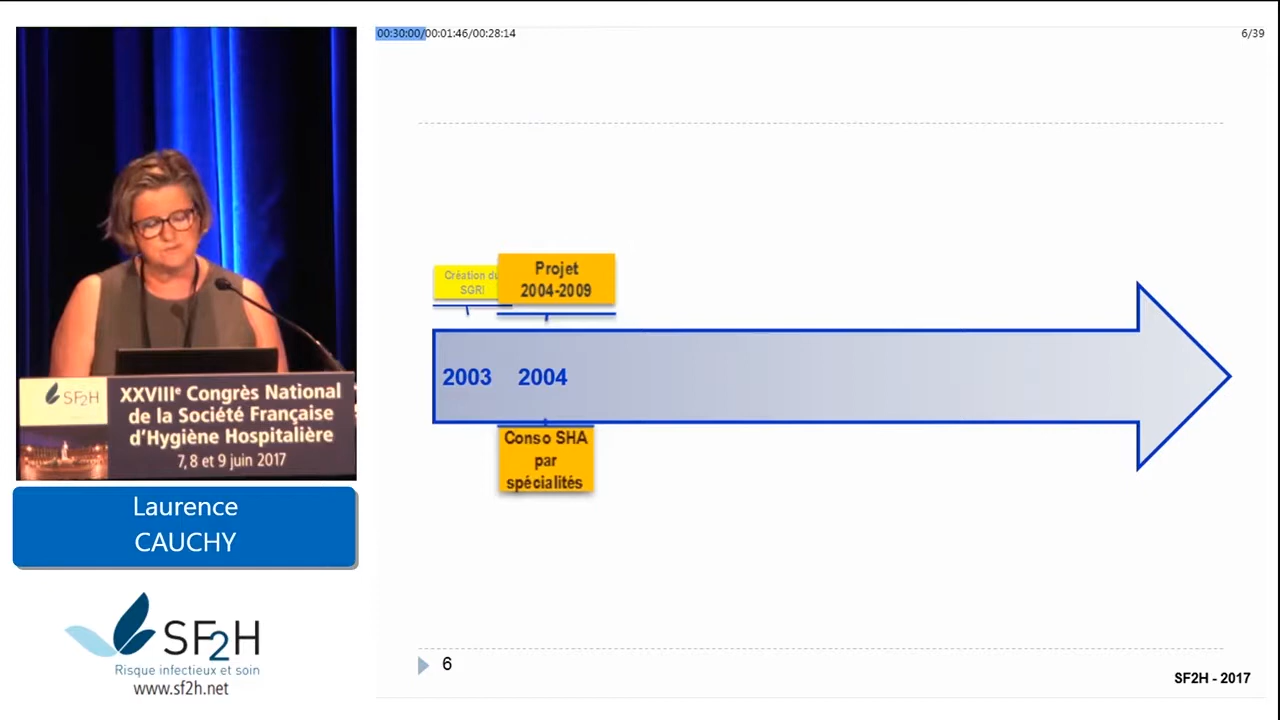 00:30:00/00:01:46/00:28:14
6/39
SF2H
XXVIIIe Congrès National
de la Société Française
d'Hygiène Hospitalière
7, 8 et 9 juin 2017
Laurence
CAUCHY
SF2H
Risque infectieux et soin
www.sf2h.net
Création du
SGRI
Projet
2004-2009
2003
2004
Conso SHA
par
spécialités
6
SF2H - 2017